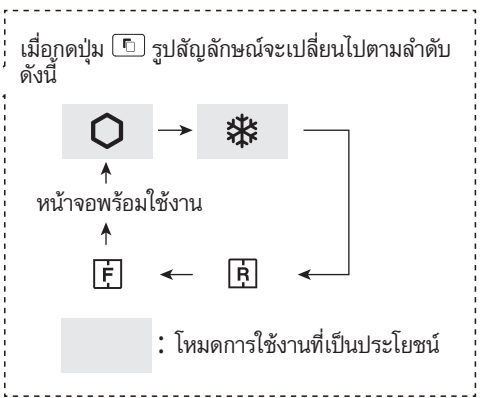 เมื่อกดปุ่ม รูปสัญลักษณ์จะเปลี่ยนไปตามลำดับ
ดังนี้
หน้าจอพร้อมใช้งาน
F R
: โหมดการใช้งานที่เป็นประโยชน์